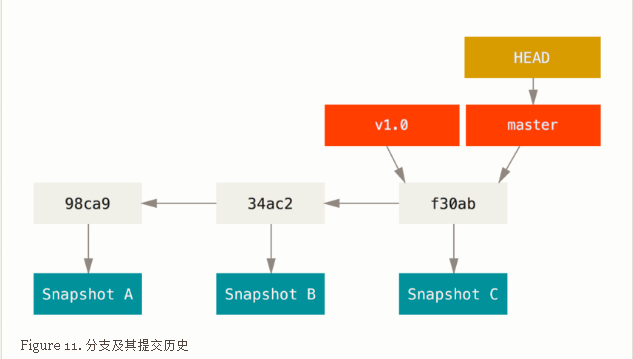 HEAD
v1.0 master
98ca9 34ac2 f30ab
Snapshot A Snapshot B Snapshot C
Figure 11. 分支及其提交历史